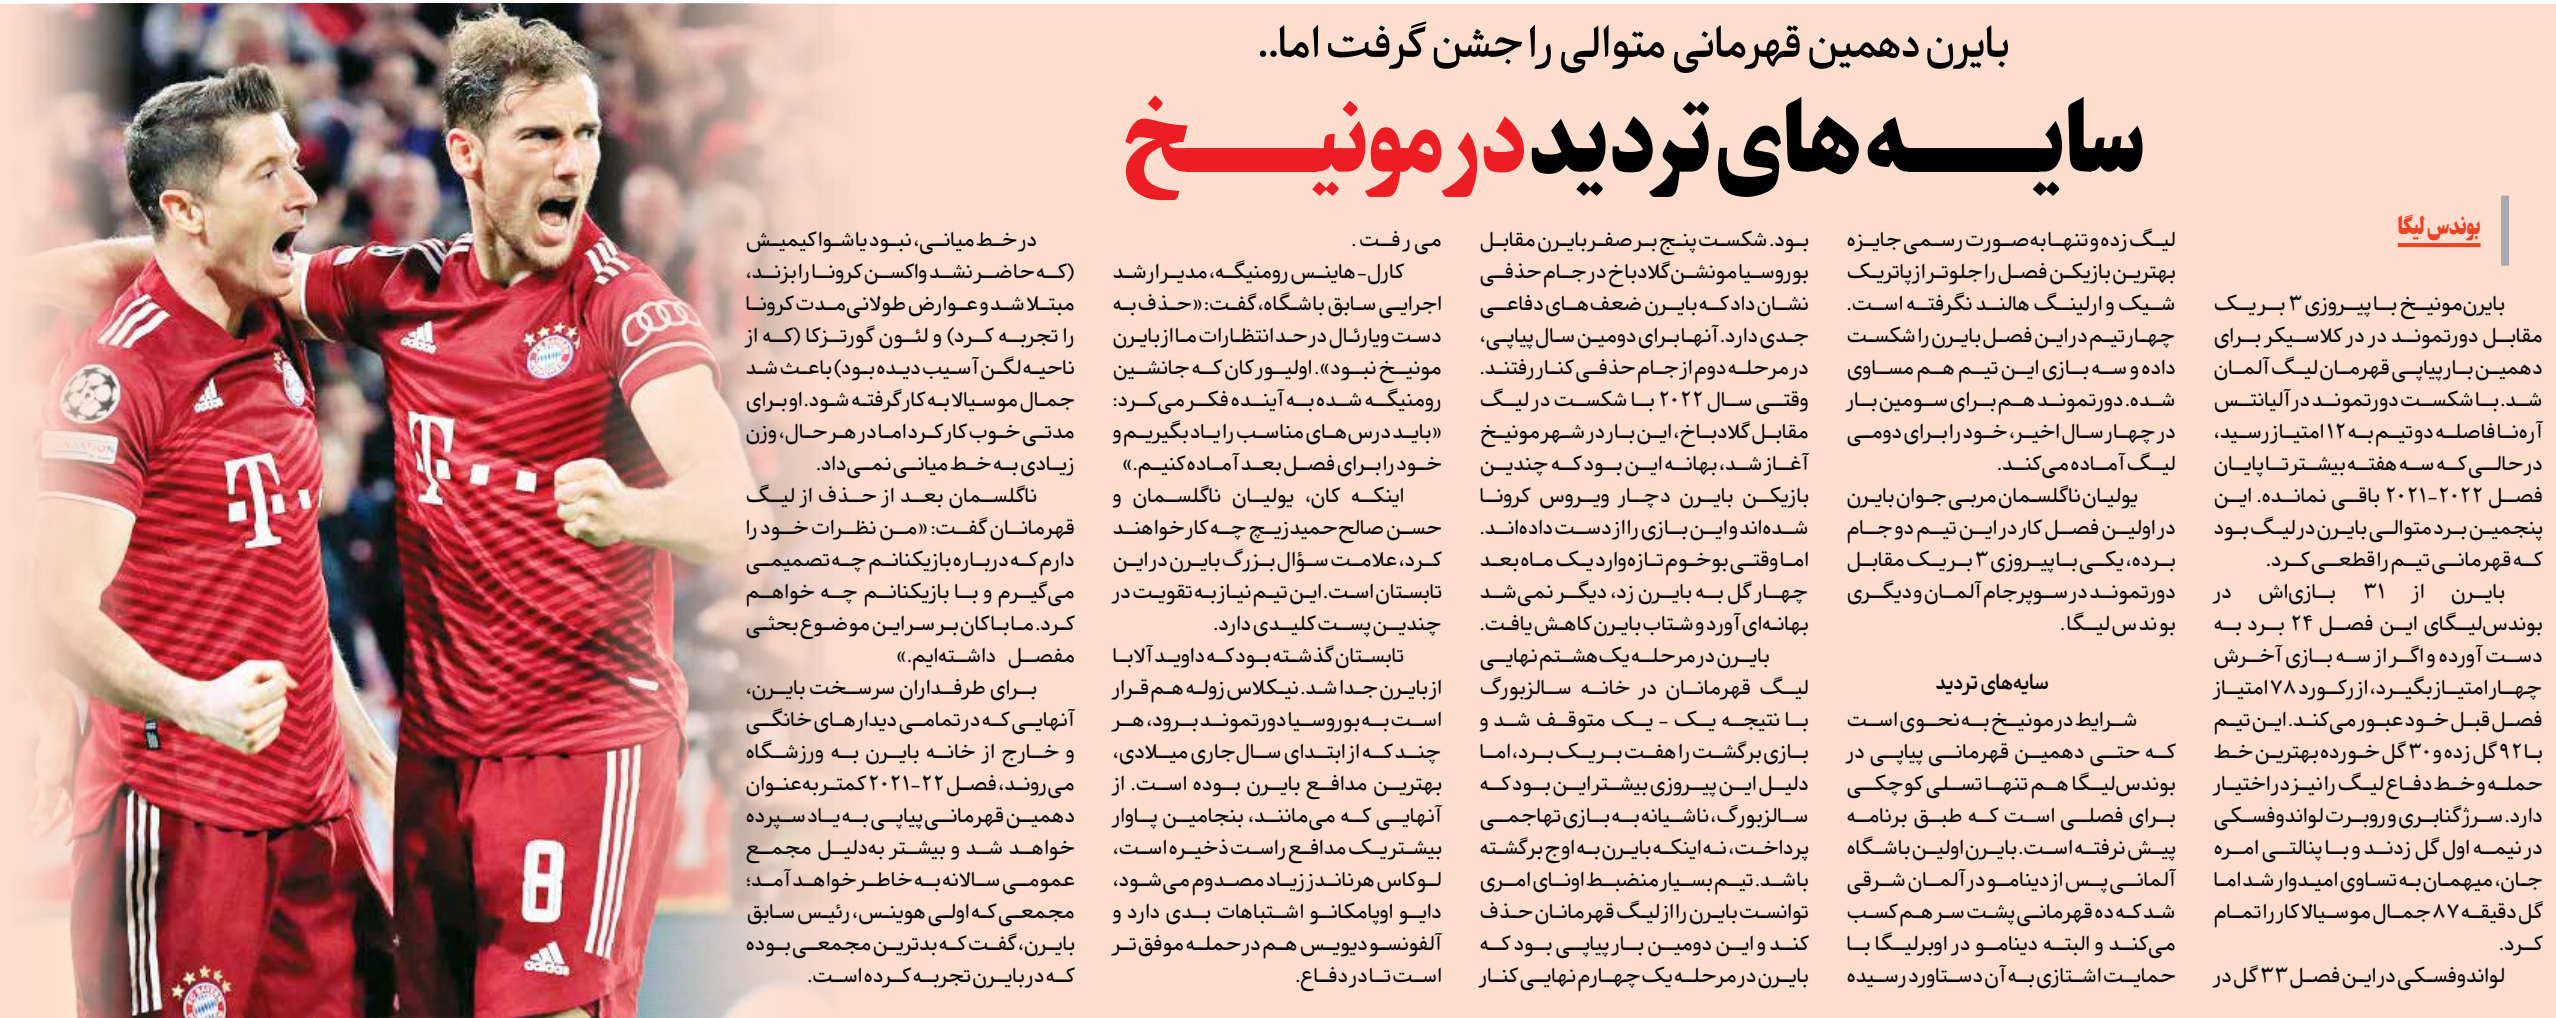 بایرن دهمین قهرمانی متوالی را جشن گرفت اما..
سایه های تردید در مونیخ
بوندس لیگا
بایرن‌مونیخ با پیروزی ۳ بر یک
مقابل دورتموند در در کلاسیکر برای
دهمین بار پیاپی قهرمان لیگ آلمان
شد. با شکست دورتموند در آلیانتس
آره‌نا فاصله دو تیم به ۱۲ امتیاز رسید،
در حالی که سه هفته بیشتر تا پایان
فصل ۲۰۲۲-۲۰۲۱ باقی نمانده. این
پنجمین برد متوالی بایرن در لیگ بود
که قهرمانی تیم را قطعی کرد.
بایرن از ۳۱ بازی‌اش در
بوندس‌لیگای این فصل ۲۴ برد به
دست آورده و اگر از سه بازی آخرش
چهار امتیاز بگیرد، از رکورد ۷۸ امتیاز
فصل قبل خود عبور می‌کند. این تیم
با ۹۲ گل زده و ۳۰ گل خورده بهترین خط
حمله و خط دفاع لیگ را نیز در اختیار
دارد. سرژ گنابری و روبرت لواندوفسکی
در نیمه اول گل زدند و با پنالتی امره
جان، میهمان به تساوی امیدوار شد اما
گل دقیقه ۸۷ جمال موسیالا کار را تمام
کرد.
لواندوفسکی در این فصل ۳۳ گل در
لیگ زده و تنها به صورت رسمی جایزه
بهترین بازیکن فصل را جلوتر از پاتریک
شیک و ارلینگ هالند نگرفته است.
چهار تیم در این فصل بایرن را شکست
داده و سه بازی این تیم هم مساوی
شده. دورتموند هم برای سومین بار
در چهار سال اخیر، خود را برای دومی
لیگ آماده می‌کند.
یولیان ناگلسمان مربی جوان بایرن
در اولین فصل کار در این تیم دو جام
برده، یکی با پیروزی ۳ بر یک مقابل
دورتموند در سوپرجام آلمان و دیگری
بوندس لیگا.
سایه‌های تردید
شرایط در مونیخ به نحوی است
که حتی دهمین قهرمانی پیاپی در
بوندس‌لیگا هم تنها تسلی کوچکی
برای فصلی است که طبق برنامه
پیش نرفته است. بایرن اولین باشگاه
آلمانی پس از دینامو در آلمان شرقی
شد که ده قهرمانی پشت سر هم کسب
می‌کند و البته دینامو در اوبرلیگا با
حمایت اشتازی به آن دستاورد رسیده
بود. شکست پنج بر صفر بایرن مقابل
بوروسیا مونشن گلادباخ در جام حذفی
نشان داد که بایرن ضعف های دفاعی
جدی دارد. آنها برای دومین سال پیاپی،
در مرحله دوم از جام حذفی کنار رفتند.
وقتی سال ۲۰۲۲ با شکست در لیگ
مقابل گلادباخ، این بار در شهر مونیخ
آغاز شد، بهانه این بود که چندین
بازیکن بایرن دچار ویروس کرونا
شده‌اند و این بازی را از دست داده‌اند.
اما وقتی بوخوم تازه‌وارد یک ماه بعد
چهار گل به بایرن زد، دیگر نمی‌شد
بهانه‌ای آورد و شتاب بایرن کاهش یافت.
بایرن در مرحله یک هشتم نهایی
لیگ قهرمانان در خانه سالزبورگ
با نتیجه یک - یک متوقف شد و
بازی برگشت را هفت بر یک برد، اما
دلیل این پیروزی بیشتر این بود که
سالزبورگ، ناشیانه به بازی تهاجمی
پرداخت، نه اینکه بایرن به اوج برگشته
باشد. تیم بسیار منضبط اونای امری
توانست بایرن را از لیگ قهرمانان حذف
کند و این دومین بار پیاپی بود که
بایرن در مرحله یک چهارم نهایی کنار
می رفت .
کارل-هاینس رومنیگه، مدیر ارشد
اجرایی سابق باشگاه، گفت: «حذف به
دست ویارئال در حد انتظارات ما از بایرن
مونیخ نبود». اولیور کان که جانشین
رومنیگه شده به آینده فکر می‌کرد:
«باید درس‌های مناسب را یاد بگیریم و
خود را برای فصل بعد آماده کنیم.»
اینکه کان، یولیان ناگلسمان و
حسن صالح حمیدزیچ چه کار خواهند
کرد، علامت سؤال بزرگ بایرن در این
تابستان است. این تیم نیاز به تقویت در
چندین پست کلیدی دارد.
تابستان گذشته بود که داوید آلابا
از بایرن جدا شد. نیکلاس زوله هم قرار
است به بوروسیا دورتموند برود، هر
چند که از ابتدای سال جاری میلادی،
بهترین مدافع بایرن بوده است. از
آنهایی که می‌مانند، بنجامین پاوار
بیشتر یک مدافع راست ذخیره است،
لوکاس هرناندز زیاد مصدوم می‌شود،
دایو اوپامکانو اشتباهات بدی دارد و
آلفونسو دیویس هم در حمله موفق تر
است تا در دفاع.
در خط میانی، نبود یاشوا کیمیش
(که حاضر نشد واکسن کرونا را بزند،
مبتلا شد و عوارض طولانی مدت کرونا
را تجربه کرد) و لئون گورتزکا (که از
ناحیه لگن آسیب دیده بود) باعث شد
جمال موسیالا به کار گرفته شود. او برای
مدتی خوب کار کرد اما در هر حال، وزن
زیادی به خط میانی نمی‌داد.
ناگلسمان بعد از حذف از لیگ
قهرمانان گفت: «من نظرات خود را
دارم که درباره بازیکنانم چه تصمیمی
می‌گیرم و با بازیکنانم چه خواهم
کرد. ما با کان بر سر این موضوع بحثی
مفصل داشته‌ایم.»
برای طرفداران سرسخت بایرن،
آنهایی که در تمامی دیدارهای خانگی
و خارج از خانه بایرن به ورزشگاه
می‌روند، فصل ۲۲-۲۰۲۱ کمتر به‌عنوان
دهمین قهرمانی پیاپی به یاد سپرده
خواهد شد و بیشتر به‌دلیل مجمع
عمومی سالانه به خاطر خواهد آمد؛
مجمعی که اولی هوینس، رئیس سابق
بایرن، گفت که بدترین مجمعی بوده
که در بایرن تجربه کرده است.
T
T
8
adidas
adidas